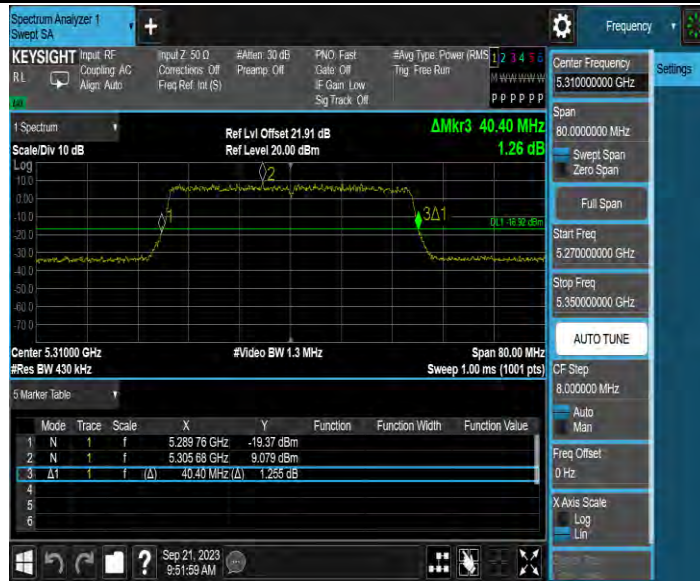 Spectrum Analyzer 1
Swept SA
+
Frequency
KEYSIGHT Input: RF
RL
Coupling: AC
Align: Auto
Input Z: 50 Ω
Corrections: Off
Freq Ref: Int (S)
#Atten: 30 dB
Preamp: Off
PNO: Fast
Gate: Off
IF Gain: Low
Sig Track: Off
#Avg Type: Power (RMS
Trig: Free Run
1 2 3 4 5 6
M W W W W W
P P P P P P
1 Spectrum
Scale/Div 10 dB
Ref Lvl Offset 21.91 dB
Ref Level 20.00 dBm
ΔMkr3 40.40 MHz
1.26 dB
Log
10.0
0.00
-10.0
-20.0
-30.0
-40.0
-50.0
-60.0
-70.0
1
2
3Δ1
Center 5.31000 GHz
#Res BW 430 kHz
#Video BW 1.3 MHz
Span 80.00 MHz
Sweep 1.00 ms (1001 pts)
5 Marker Table
Mode Trace Scale X Y Function Function Width Function Value
1 N 1 f 5.289 76 GHz -19.37 dBm
2 N 1 f 5.305 68 GHz 9.079 dBm
3 Δ1 1 f (Δ) 40.40 MHz (Δ) 1.255 dB
4
5
6
Sep 21, 2023
9:51:59 AM
?
Center Frequency
5.310000000 GHz
Settings
Span
80.0000000 MHz
Swept Span
Zero Span
Full Span
Start Freq
5.270000000 GHz
Stop Freq
5.350000000 GHz
AUTO TUNE
CF Step
8.000000 MHz
Auto
Man
Freq Offset
0 Hz
X Axis Scale
Log
Lin